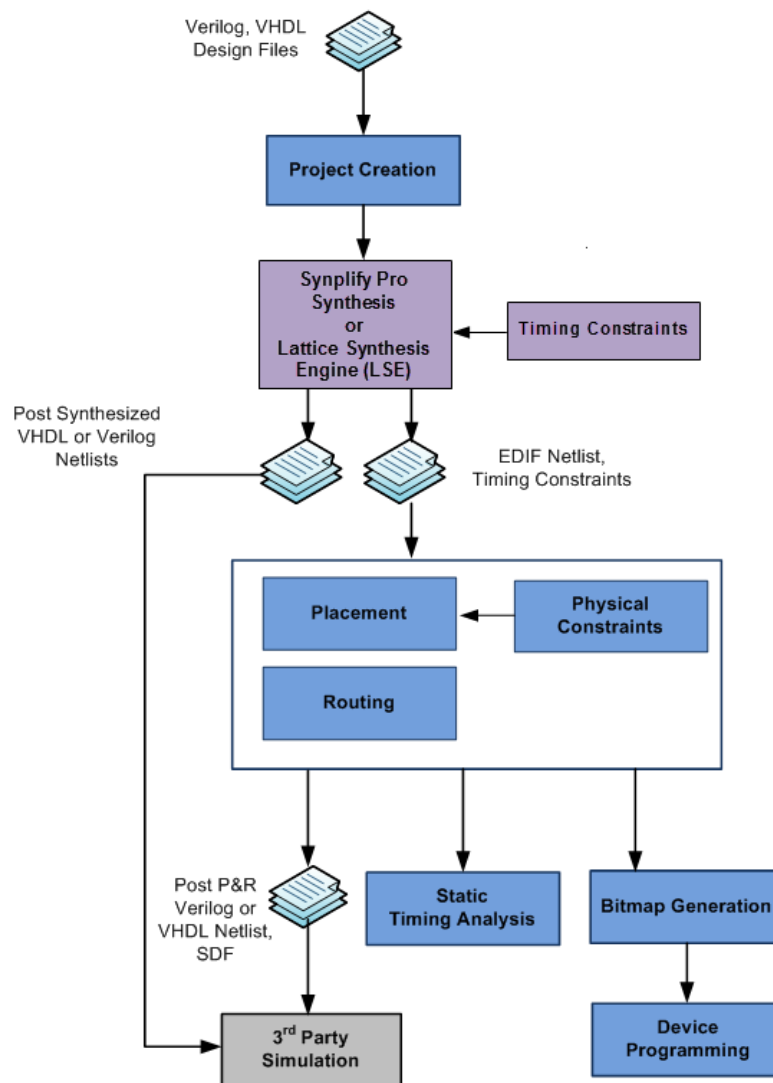 Verilog, VHDL
Design Files
Project Creation
Synplify Pro
Synthesis
or
Lattice Synthesis
Engine (LSE)
Timing Constraints
Post Synthesized
VHDL or Verilog
Netlists
EDIF Netlist,
Timing Constraints
Placement
Physical
Constraints
Routing
Post P&R
Verilog or
VHDL Netlist,
SDF
Static
Timing Analysis
Bitmap Generation
3rd Party
Simulation
Device
Programming